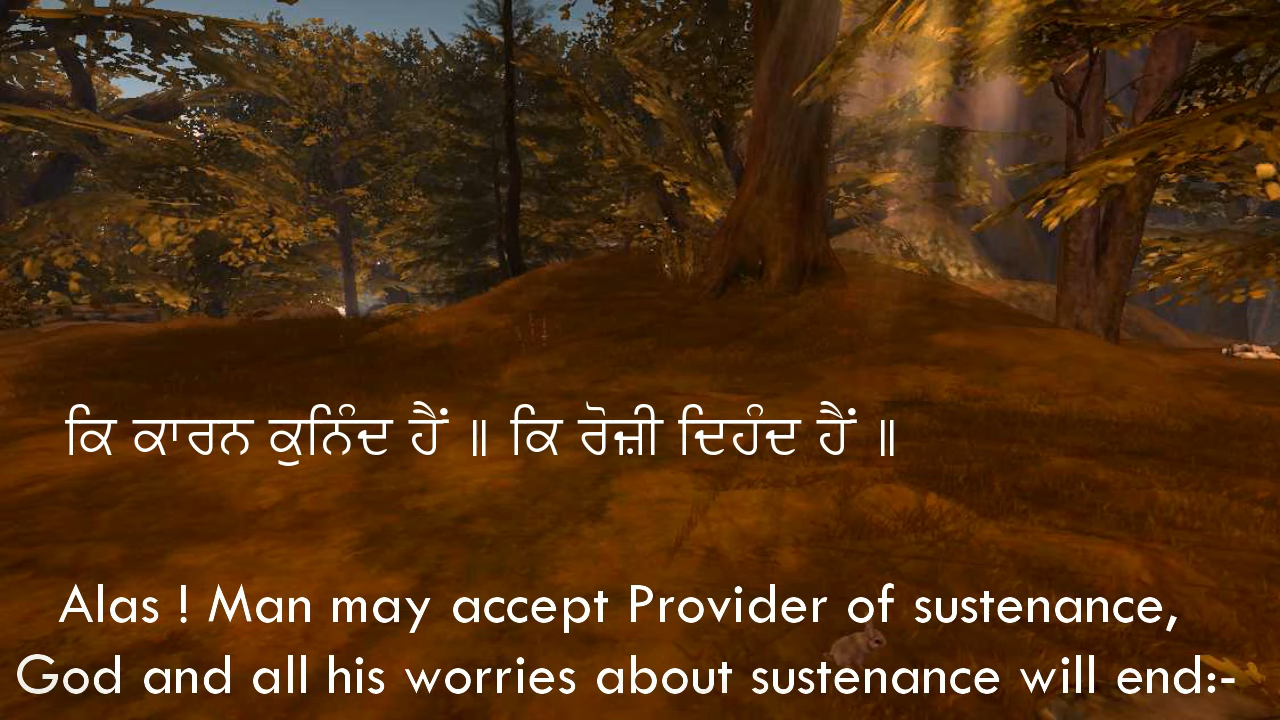 ਕਿ ਕਾਰਨ ਕੁਨਿੰਦ ਹੈਂ ॥ ਕਿ ਰੋਜ਼ੀ ਦਿਹੰਦ ਹੈਂ ॥
Alas ! Man may accept Provider of sustenance,
God and all his worries about sustenance will end:-